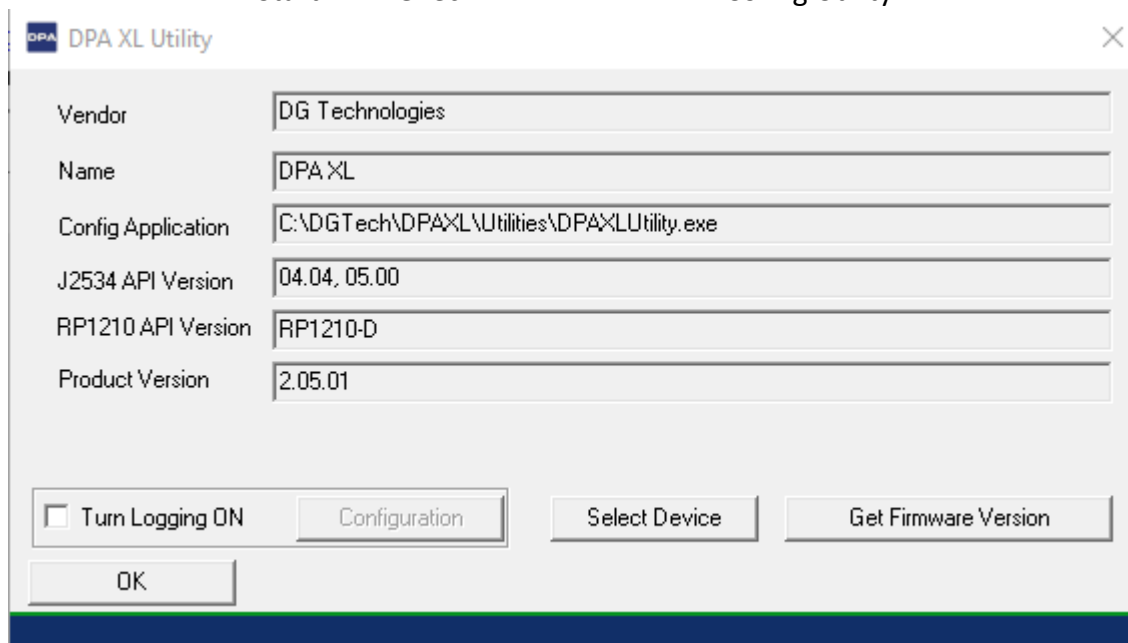 DPA DPA XL Utility
Vendor DG Technologies
Name DPA XL
Config Application C:\DGTech\DPAXL\Utilities\DPAXLUtility.exe
J2534 API Version 04.04, 05.00
RP1210 API Version RP1210-D
Product Version 2.05.01
Turn Logging ON Configuration Select Device Get Firmware Version
OK